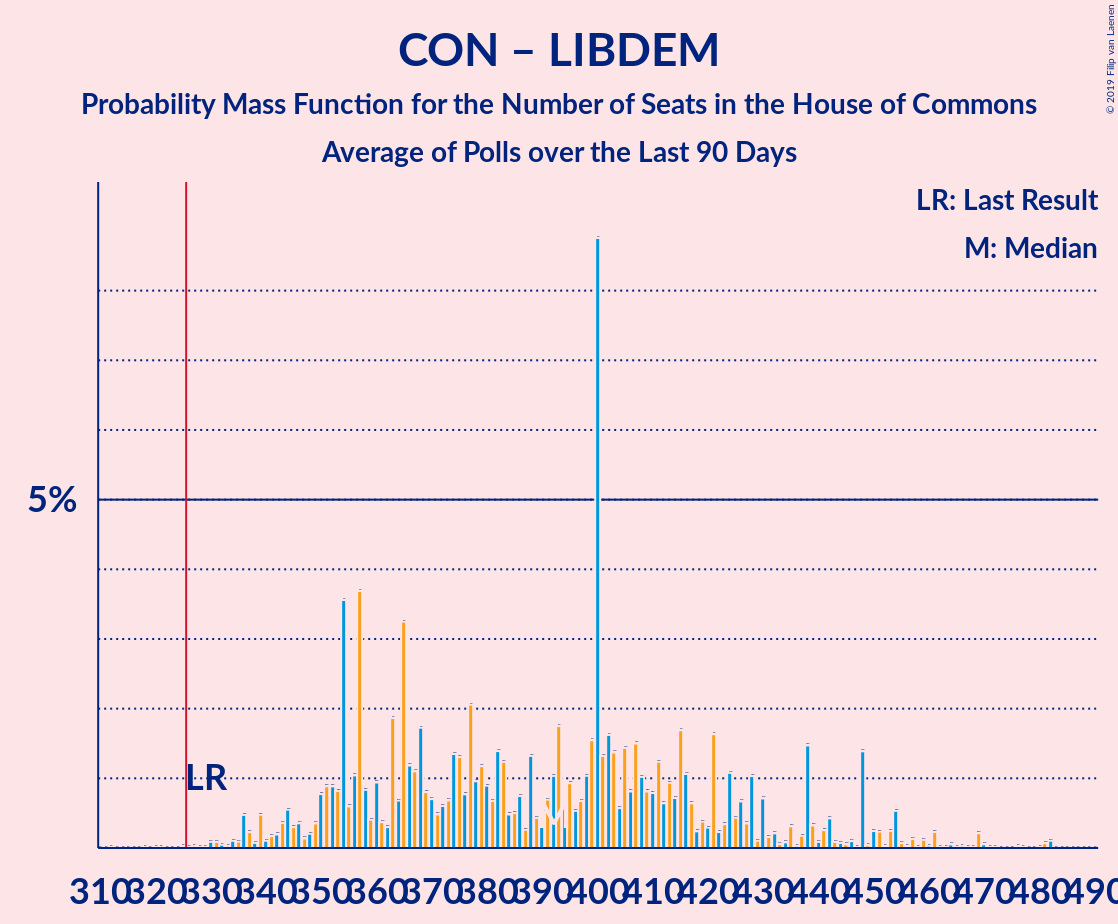 CON – LIBDEM
Probability Mass Function for the Number of Seats in the House of Commons
Average of Polls over the Last 90 Days
© 2019 Filip van Laenen
LR: Last Result
M: Median
5%
LR
M
310 320 330 340 350 360 370 380 390 400 410 420 430 440 450 460 470 480 490